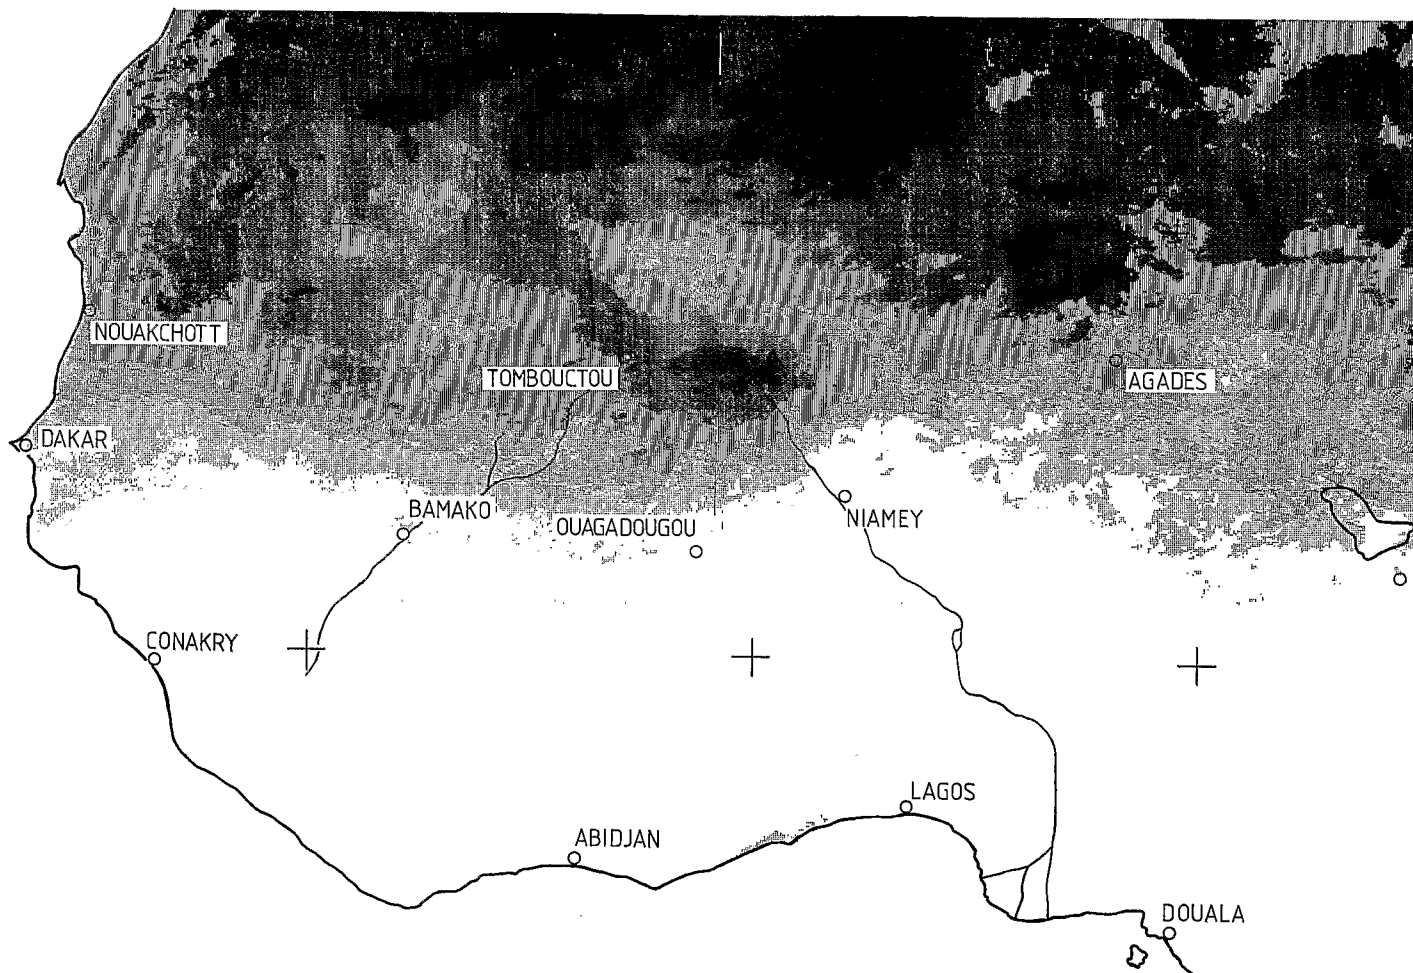 NOUAKCHOTT
TOMBOUCTOU
AGADES
DAKAR
BAMAKO
OUAGADOUGOU
NIAMEY
CONAKRY
LAGOS
ABIDJAN
DOUALA